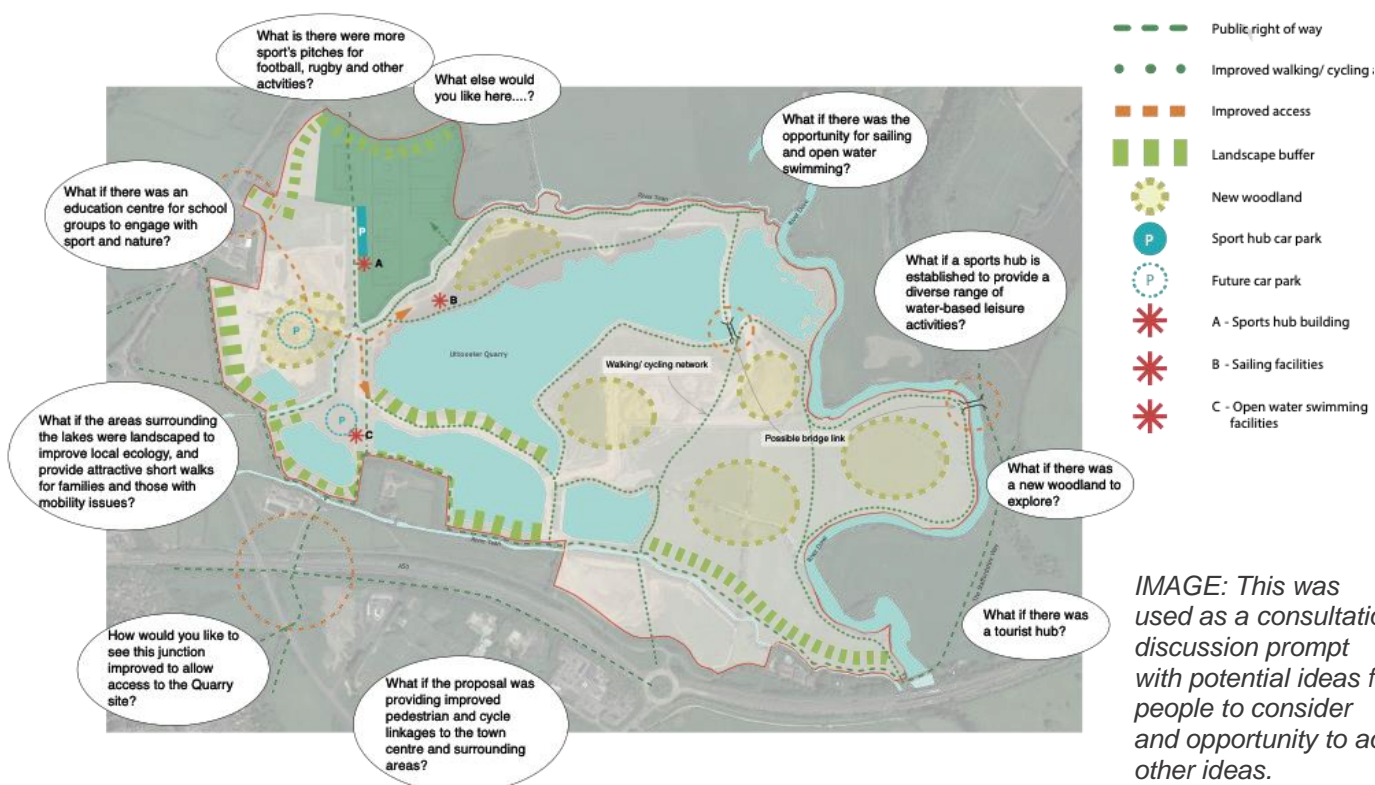 What is there were more
sport's pitches for
football, rugby and other
actvities?
What else would
you like here....?
What if there was the
opportunity for sailing
and open water
swimming?
What if there was an
education centre for school
groups to engage with
sport and nature?
What if a sports hub is
established to provide a
diverse range of
water-based leisure
activities?
What if the areas surrounding
the lakes were landscaped to
improve local ecology, and
provide attractive short walks
for families and those with
mobility issues?
What if there was
a new woodland to
explore?
What if there was
a tourist hub?
How would you like to
see this junction
improved to allow
access to the Quarry
site?
What if the proposal was
providing improved
pedestrian and cycle
linkages to the town
centre and surrounding
areas?
P
A
B
P
P
C
Uttoxeter Quarry
Walking/ cycling network
Possible bridge link
River Dove
River Dove
A50
The Staffordshire Way
Public right of way
Improved walking/ cycling
Improved access
Landscape buffer
New woodland
P
Sport hub car park
P
Future car park
A - Sports hub building
B - Sailing facilities
C - Open water swimming
facilities
IMAGE: This was
used as a consultatio
discussion prompt
with potential ideas f
people to consider
and opportunity to a
other ideas.